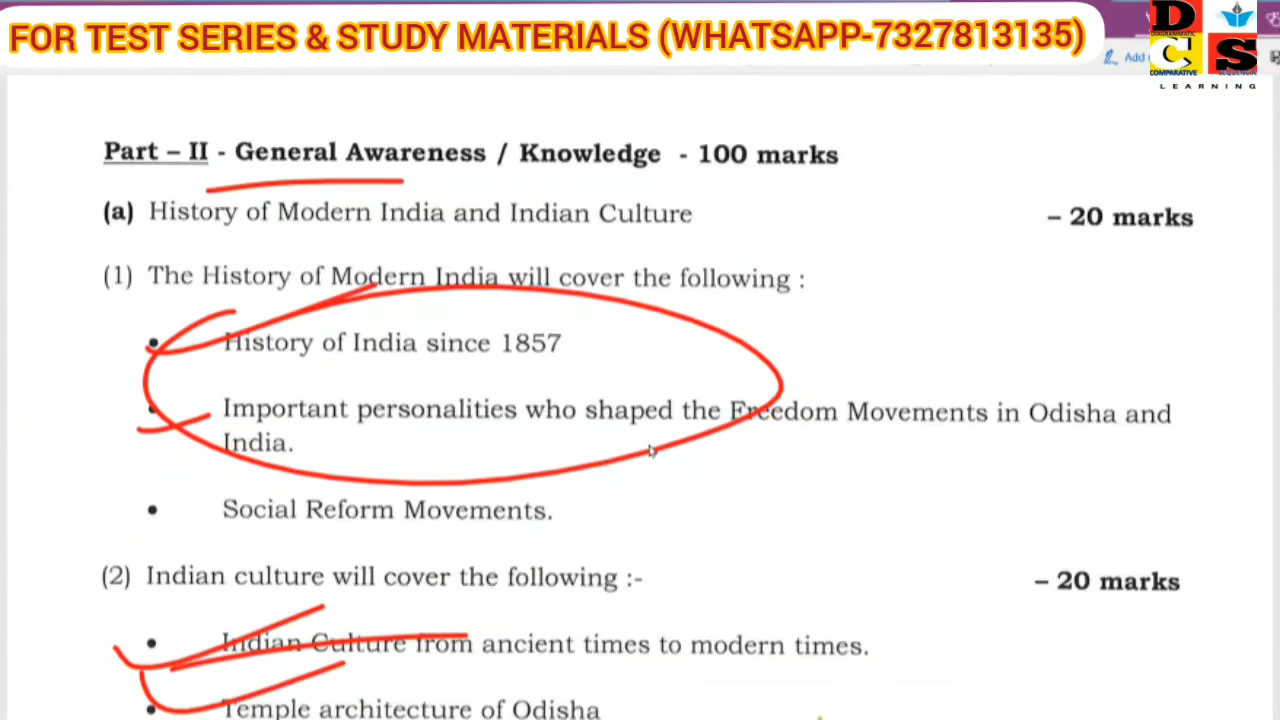 FOR TEST SERIES & STUDY MATERIALS (WHATSAPP-7327813135)
D
DIAGRAMMATIC
C
S
COMPARATIVE
LEARNING
Add
Part – II - General Awareness / Knowledge - 100 marks
(a) History of Modern India and Indian Culture – 20 marks
(1) The History of Modern India will cover the following :
• History of India since 1857
• Important personalities who shaped the Freedom Movements in Odisha and
India.
• Social Reform Movements.
(2) Indian culture will cover the following :- – 20 marks
• Indian Culture from ancient times to modern times.
• Temple architecture of Odisha